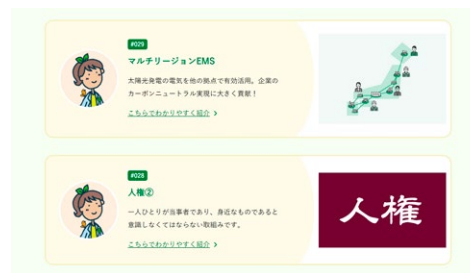 #029
マルチリージョンEMS
太陽光発電の電気を他の拠点で有効活用。企業の
カーボンニュートラル実現に大きく貢献！
こちらでわかりやすく紹介 ›
#028
人権②
一人ひとりが当事者であり、身近なものであると
意識しなくてはならない取組みです。
こちらでわかりやすく紹介 ›
人権